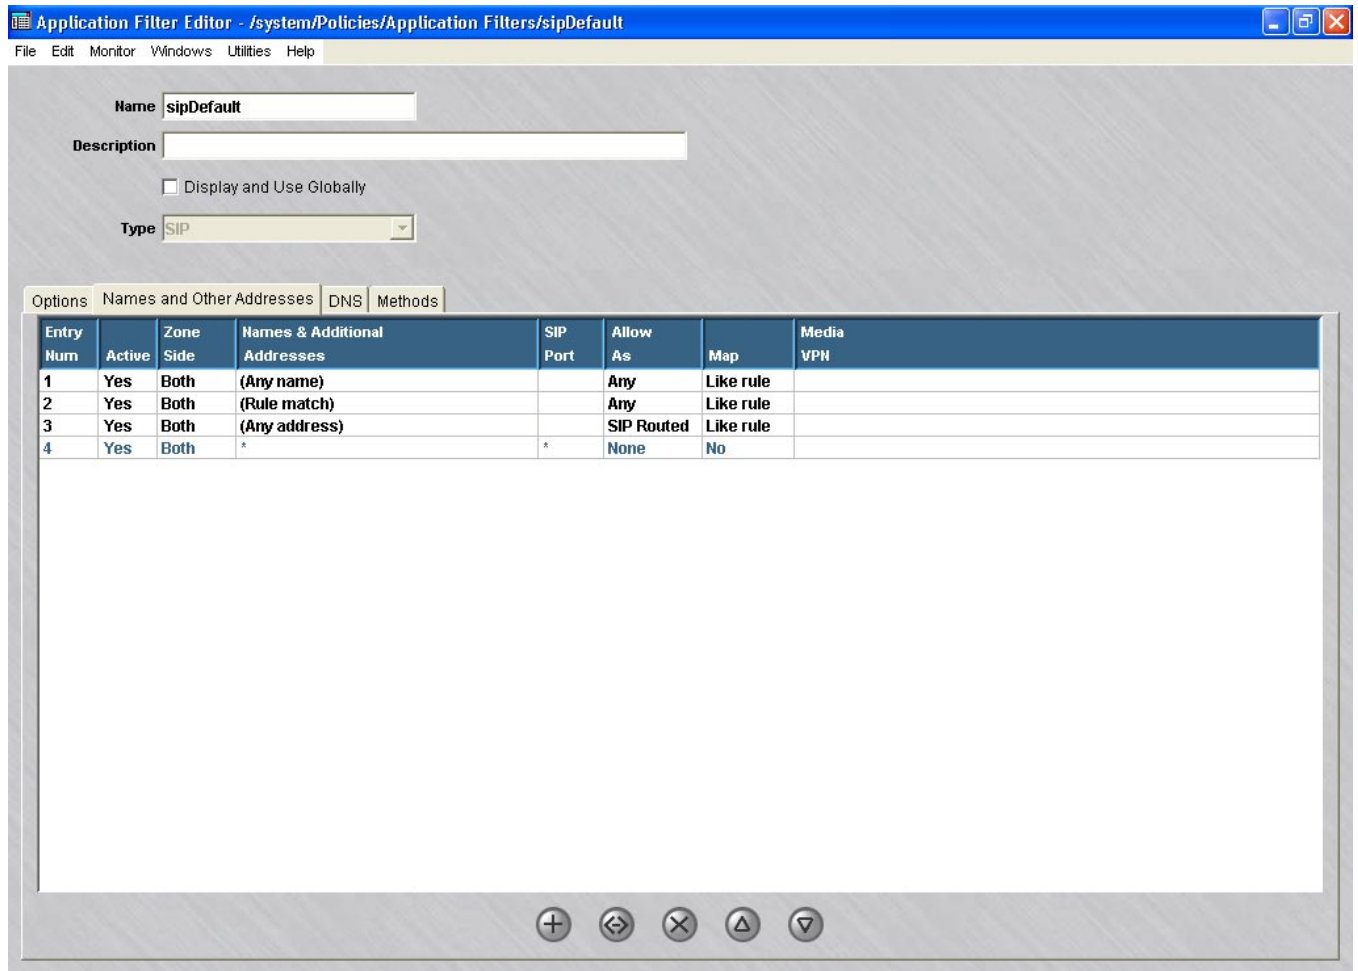 Application Filter Editor - /system/Policies/Application Filters/sipDefault
File Edit Monitor Windows Utilities Help
Name sipDefault
Description
Display and Use Globally
Type SIP
Options Names and Other Addresses DNS Methods
Entry Zone Names & Additional SIP Allow Media
Num Active Side Addresses Port As Map VPN
1 Yes Both (Any name) Any Like rule
2 Yes Both (Rule match) Any Like rule
3 Yes Both (Any address) SIP Routed Like rule
4 Yes Both * * None No